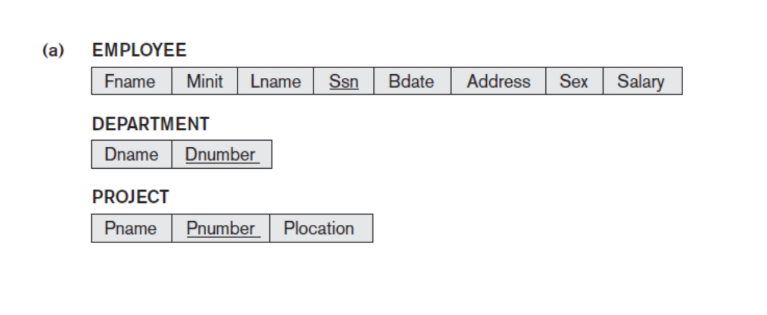 (a) EMPLOYEE
Fname Minit Lname Ssn Bdate Address Sex Salary
DEPARTMENT
Dname Dnumber
PROJECT
Pname Pnumber Plocation